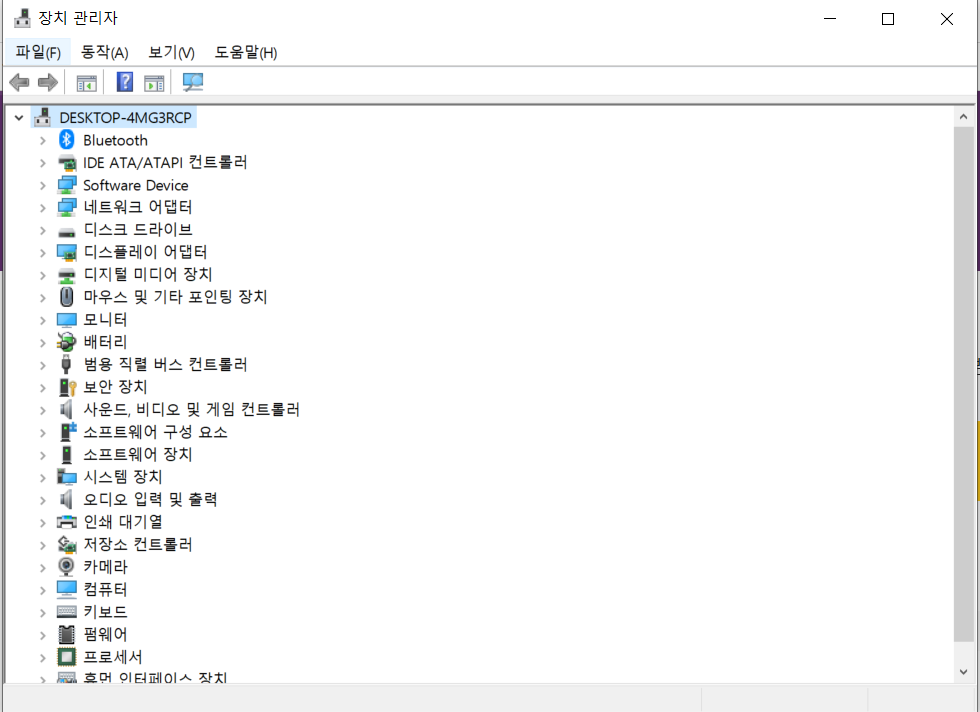 장치 관리자
파일(F) 동작(A) 보기(V) 도움말(H)
DESKTOP-4MG3RCP
Bluetooth
IDE ATA/ATAPI 컨트롤러
Software Device
네트워크 어댑터
디스크 드라이브
디스플레이 어댑터
디지털 미디어 장치
마우스 및 기타 포인팅 장치
모니터
배터리
범용 직렬 버스 컨트롤러
보안 장치
사운드, 비디오 및 게임 컨트롤러
소프트웨어 구성 요소
소프트웨어 장치
시스템 장치
오디오 입력 및 출력
인쇄 대기열
저장소 컨트롤러
카메라
컴퓨터
키보드
펌웨어
프로세서
휴먼 인터페이스 장치